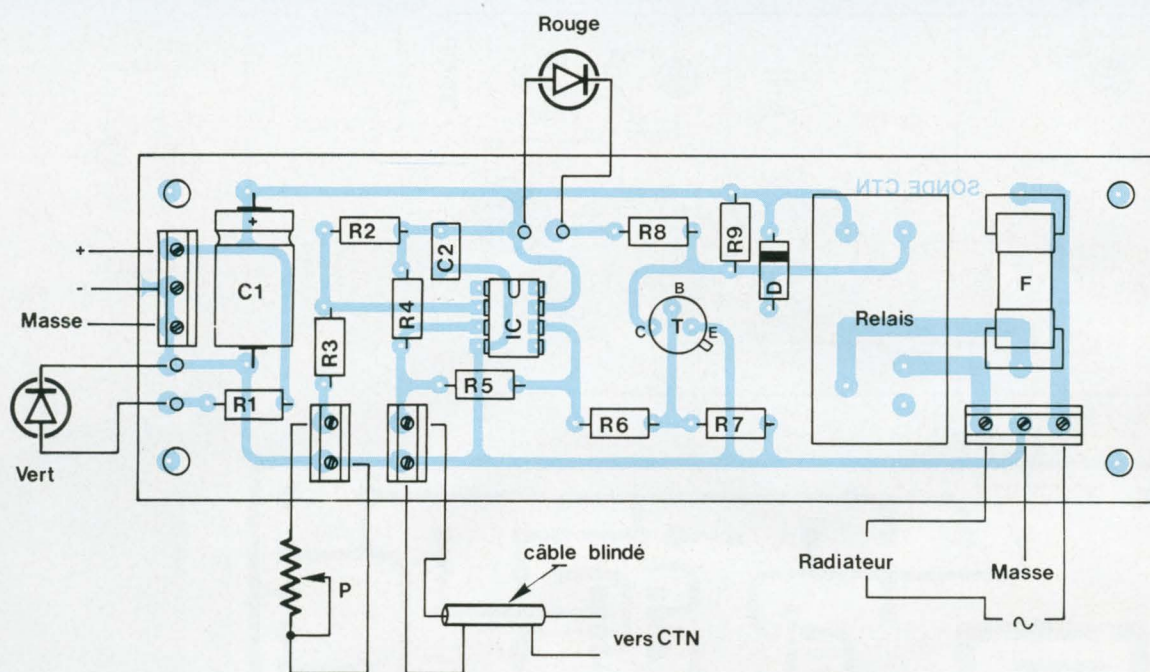 Rouge
SONDE CTN
R2
C2
R8
R9
+
+
-
C1
Masse
R4
U
IC
B
C
T
E
D
Relais
F
R3
R5
R1
R6
R7
Vert
câble blindé
P
vers CTN
Radiateur
Masse
~